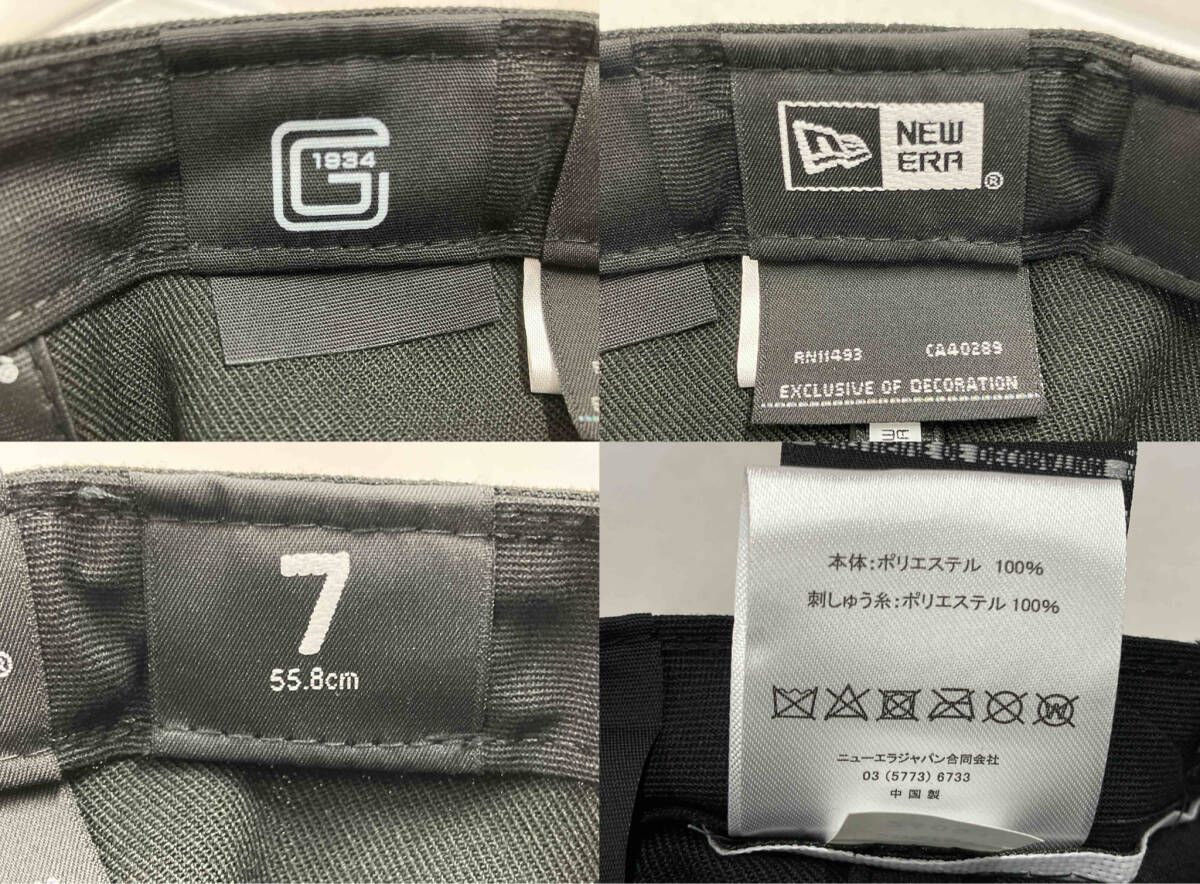 G
1934
NEW
ERA
®
RN11493 CA40289
EXCLUSIVE OF DECORATION
®
7
55.8cm
本体:ポリエステル 100%
刺しゅう糸:ポリエステル 100%
ニューエラジャパン合同会社
03 (5773) 6733
中国製